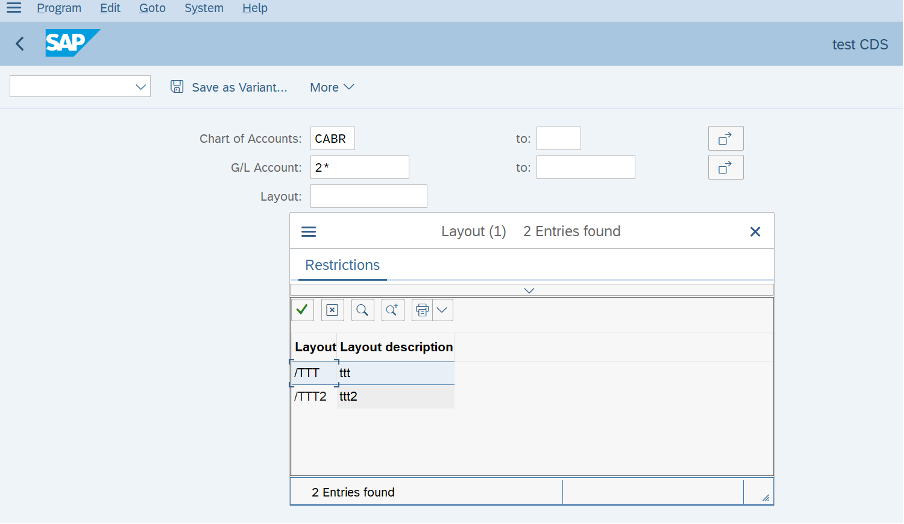 Program Edit Goto System Help
SAP test CDS
Save as Variant... More
Chart of Accounts: CABR to:
G/L Account: 2* to:
Layout:
Layout (1) 2 Entries found
Restrictions
Layout Layout description
/TTT ttt
/TTT2 ttt2
2 Entries found